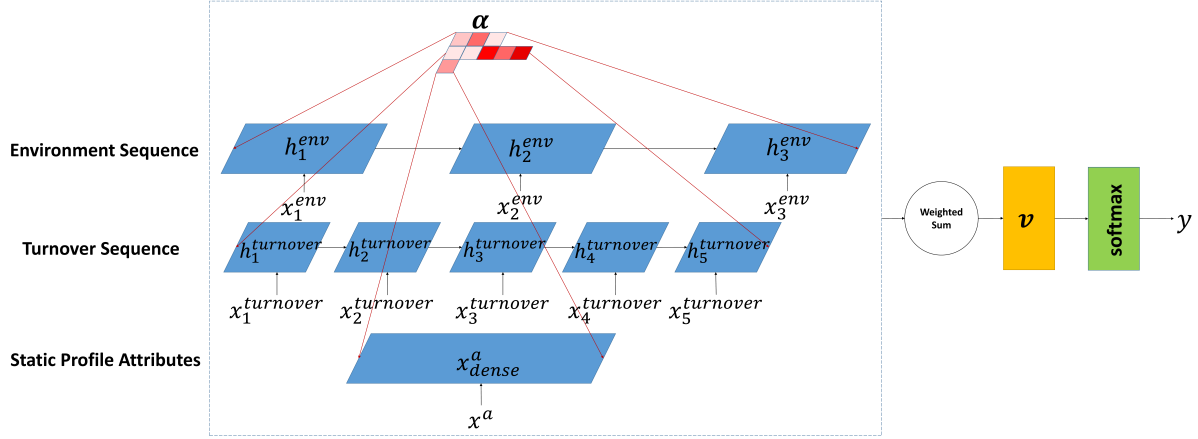 α
Environment Sequence
h_1^{env} h_2^{env} h_3^{env}
x_1^{env} x_2^{env} x_3^{env}
Turnover Sequence
h_1^{turnover} h_2^{turnover} h_3^{turnover} h_4^{turnover} h_5^{turnover}
x_1^{turnover} x_2^{turnover} x_3^{turnover} x_4^{turnover} x_5^{turnover}
Static Profile Attributes
x_{dense}^{a}
x^a
Weighted
Sum
v
softmax
y